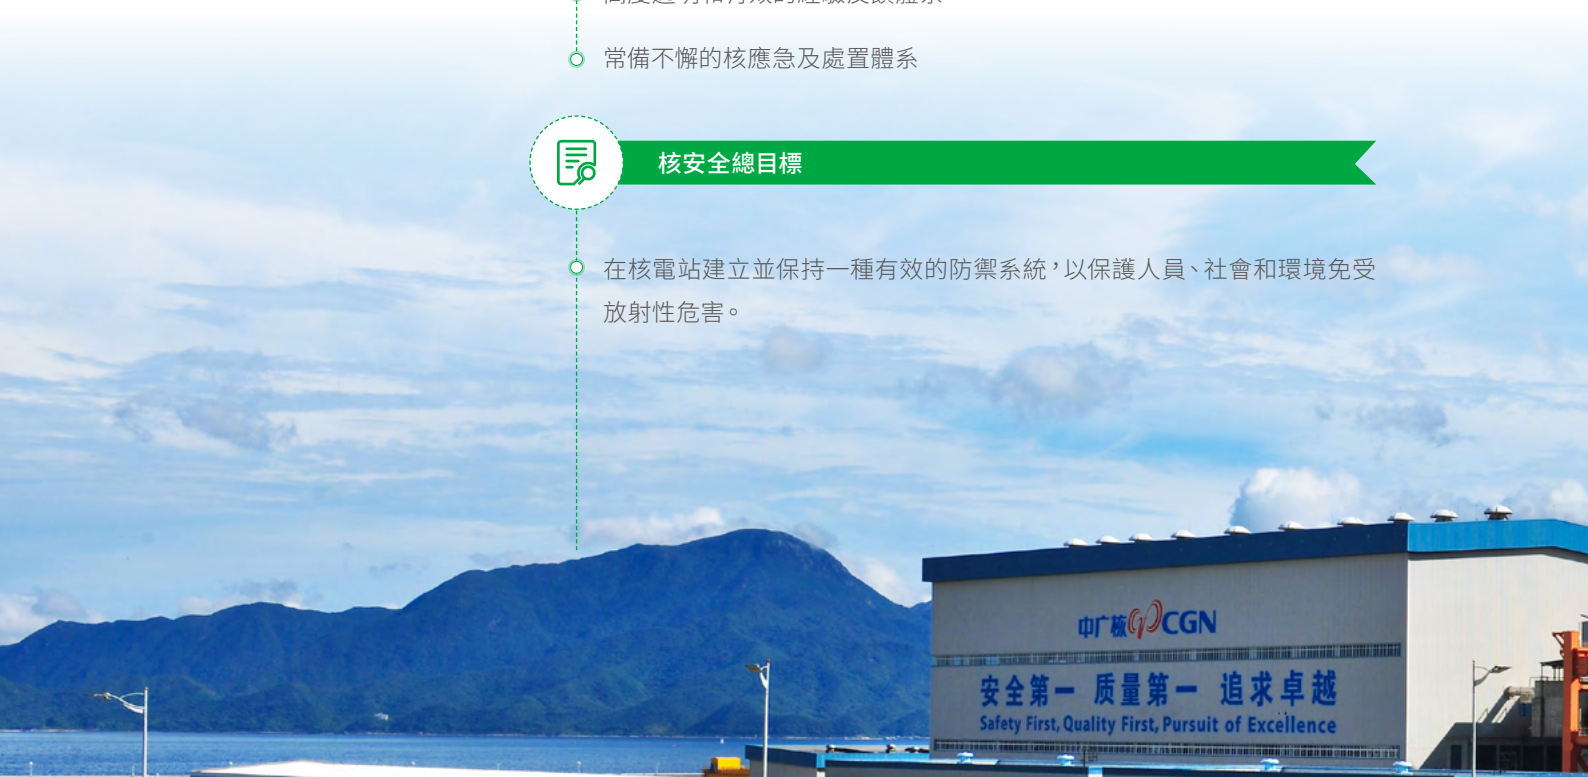 常備不懈的核應急及處置體系
核安全總目標
在核電站建立並保持一種有效的防禦系統，以保護人員、社會和環境免受
放射性危害。
中广核 CGN
安全第一 质量第一 追求卓越
Safety First, Quality First, Pursuit of Excellence